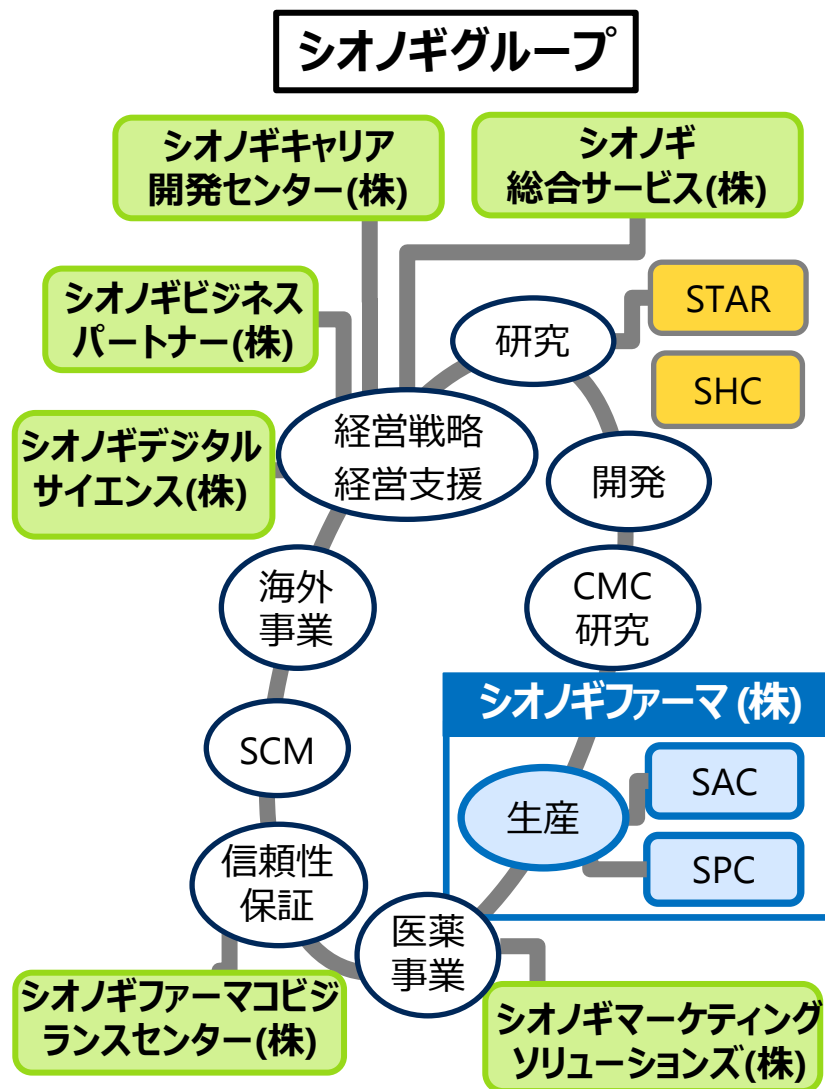 シオノギグループ
シオノギキャリア
開発センター(株)
シオノギ
総合サービス(株)
シオノギビジネス
パートナー(株)
研究
STAR
SHC
シオノギデジタル
サイエンス(株)
経営戦略
経営支援
開発
海外
事業
CMC
研究
シオノギファーマ(株)
SCM
生産
SAC
SPC
信頼性
保証
医薬
事業
シオノギファーマコビジ
ランスセンター(株)
シオノギマーケティング
ソリューションズ(株)